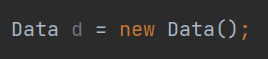 Data d = new Data();